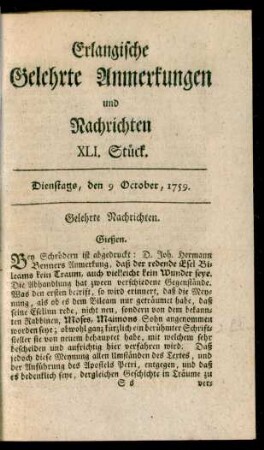 Erlangische
Gelehrte Anmerkungen
und
Nachrichten
XLI. Stück.
Dienstags, den 9 October, 1759.
Gelehrte Nachrichten.
Gießen.
Bey Schrödern ist abgedruckt: D. Joh. Hermann
Benners Anmerkung, daß der redende Esel Bi-
leams kein Traum, auch vielleicht kein Wunder seye.
Die Abhandlung hat zween verschiedene Gegenstände.
Was den ersten betrift, so wird erinnert, daß die Mey-
nung, als ob es dem Bileam nur geträumet habe, daß
seine Eselinn rede, nicht neu, sondern von dem bekann-
ten Rabbinen, Moses, Maimons Sohn angenommen
worden seye; obwohl ganz kürzlich ein berühmter Schrift-
steller sie von neuem behauptet habe, mit welchem sehr
bescheiden und aufrichtig hier verfahren wird. Daß
jedoch diese Meynung allen Umständen des Textes, und
der Anführung des Apostels Petri, entgegen, und daß
es bedenklich seye, dergleichen Geschichte in Träume zu
S s
ver⸗